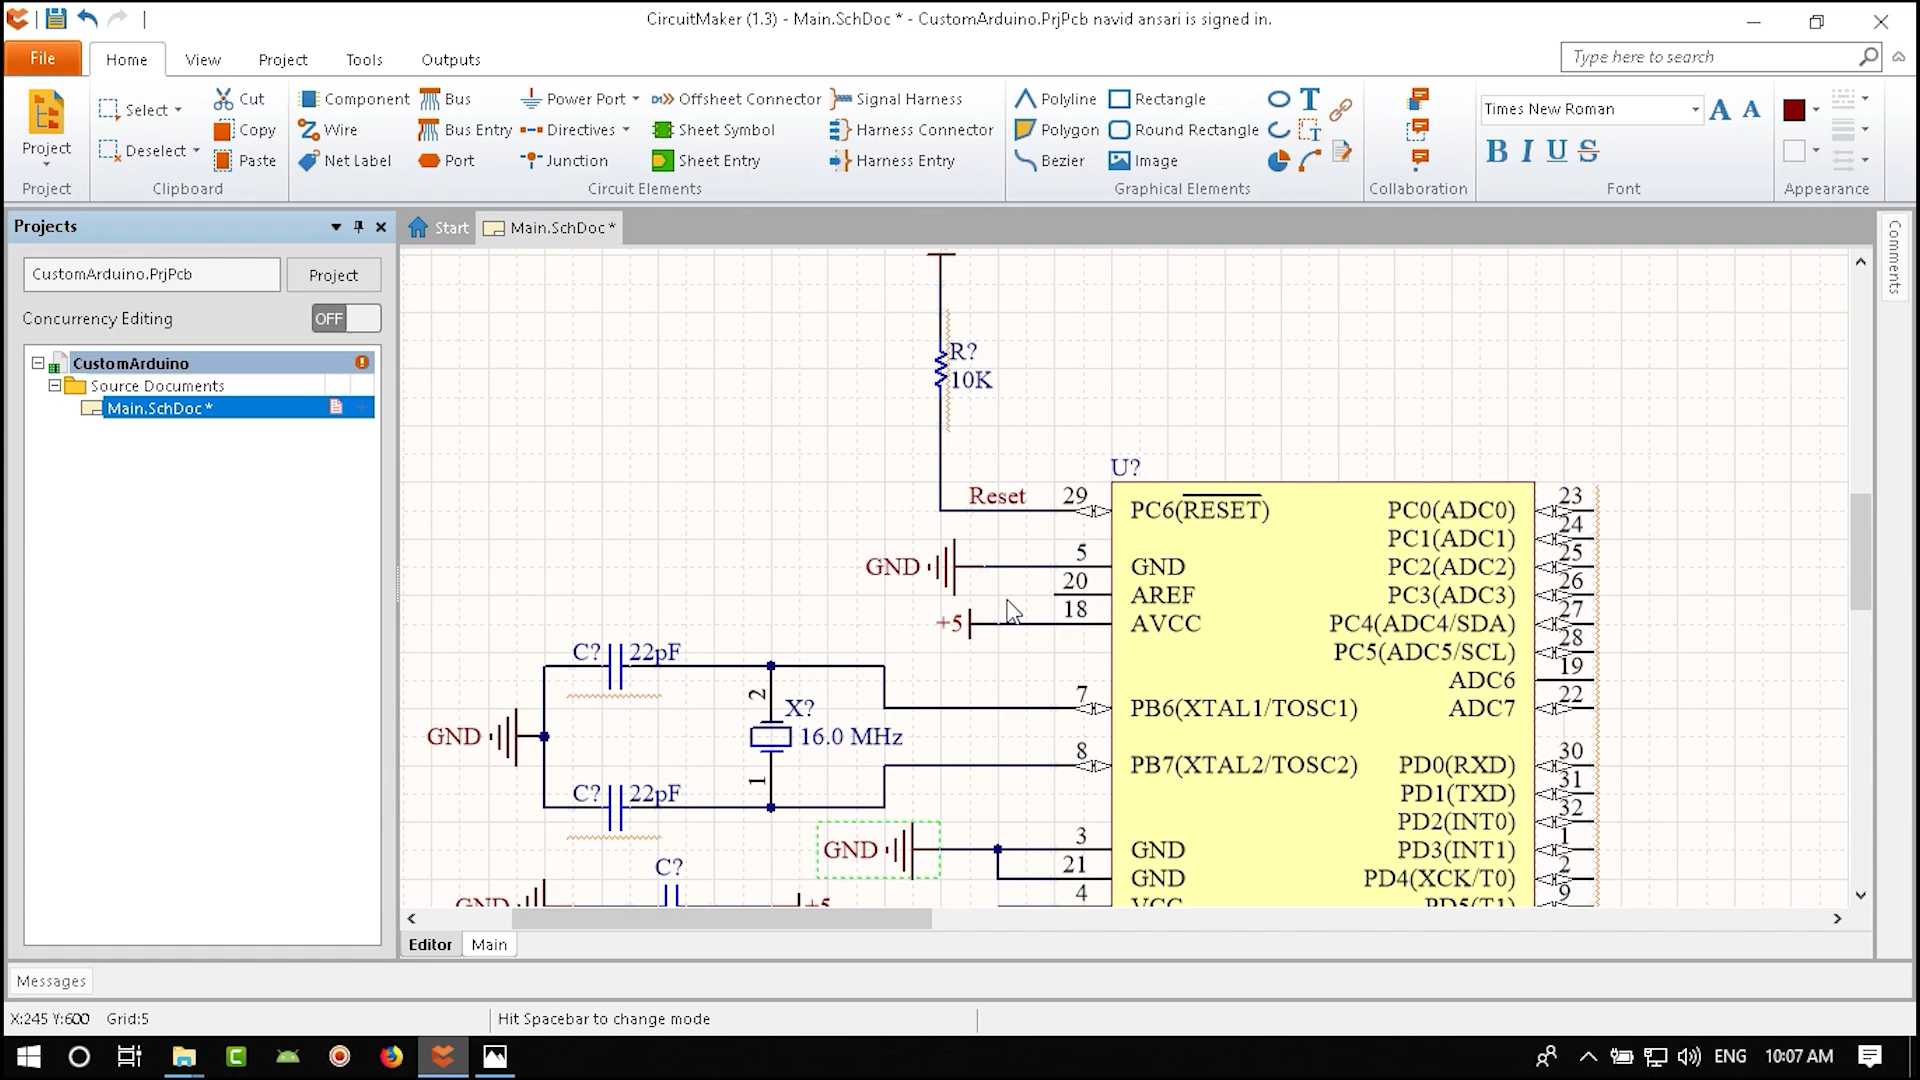 CircuitMaker (1.3) - Main.SchDoc * - CustomArduino.PrjPcb navid ansari is signed in.
File Home View Project Tools Outputs
Type here to search
Project
Project
Select
Deselect
Cut
Copy
Paste
Clipboard
Component Bus Power Port Offsheet Connector Signal Harness
Wire Bus Entry Directives Sheet Symbol Harness Connector
Net Label Port Junction Sheet Entry Harness Entry
Circuit Elements
Polyline Rectangle
Polygon Round Rectangle
Bezier Image
Graphical Elements
Collaboration
Times New Roman
A A
B I U S
Font
Appearance
Projects
CustomArduino.PrjPcb
Project
Concurrency Editing
OFF
CustomArduino
Source Documents
Main.SchDoc *
Start
Main.SchDoc *
Comments
R?
10K
U?
Reset
29 PC6(RESET) PC0(ADC0) 23
PC1(ADC1) 24
GND 5 GND PC2(ADC2) 25
20 AREF PC3(ADC3) 26
+5 18 AVCC PC4(ADC4/SDA) 27
PC5(ADC5/SCL) 28
ADC6 19
7 PB6(XTAL1/TOSC1) ADC7 22
8 PB7(XTAL2/TOSC2) PD0(RXD) 30
PD1(TXD) 31
PD2(INT0) 32
GND 3 GND PD3(INT1) 1
21 GND PD4(XCK/T0) 2
4 VCC PD5(T1) 9
C? 22pF
2
X?
16.0 MHz
1
GND
C? 22pF
C?
GND +5
Editor Main
Messages
X:245 Y:600 Grid:5
Hit Spacebar to change mode
ENG 10:07 AM